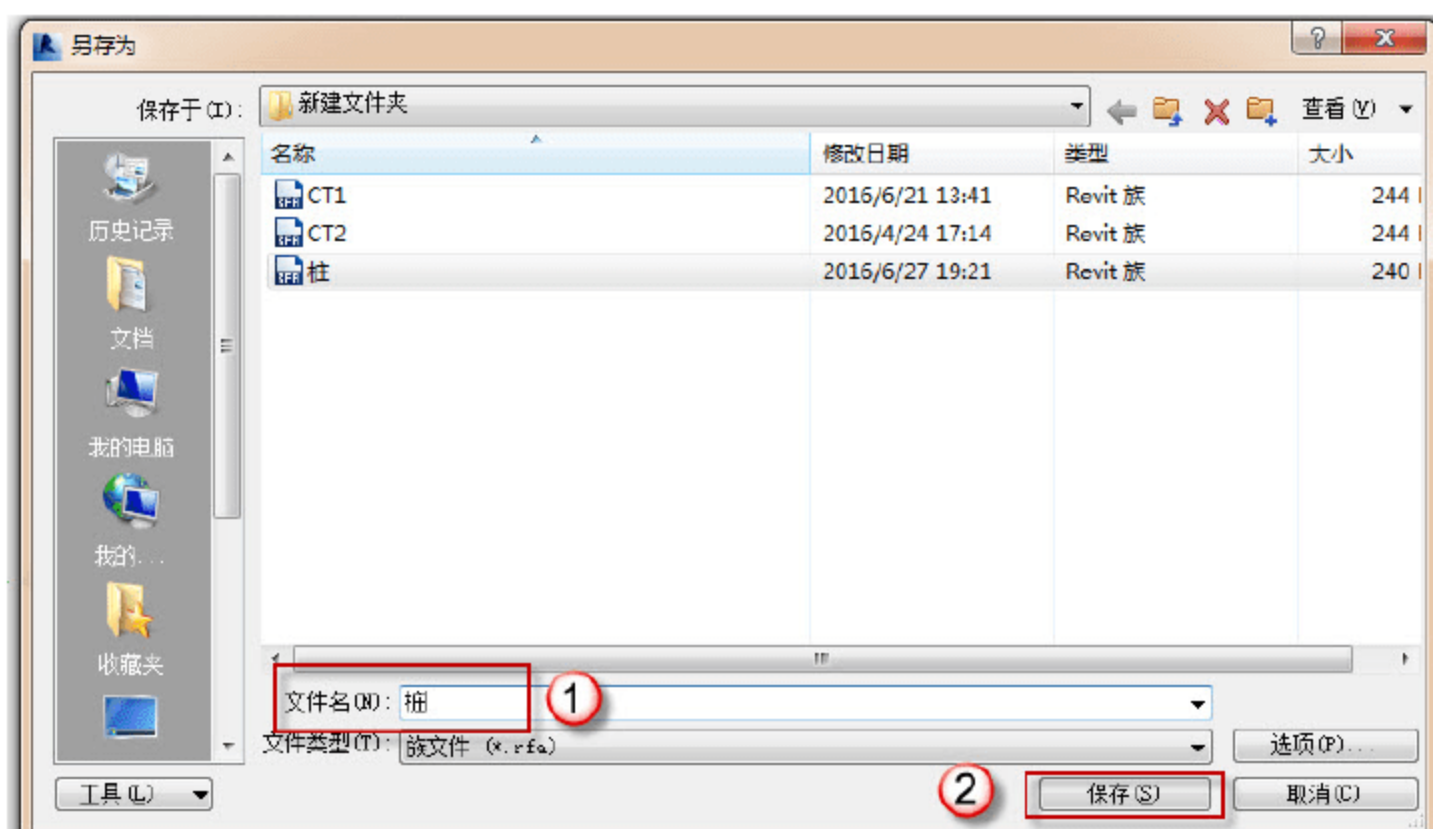 另存为
保存于(I):
新建文件夹
查看(V)
名称 修改日期 类型 大小
CT1 2016/6/21 13:41 Revit 族 244
CT2 2016/4/24 17:14 Revit 族 244
桩 2016/6/27 19:21 Revit 族 240
历史记录
文档
我的电脑
我的...
收藏夹
文件名(N): 桩
1
文件类型(T): 族文件 (*.rfa)
选项(P)...
工具(L)
2
保存(S)
取消(C)